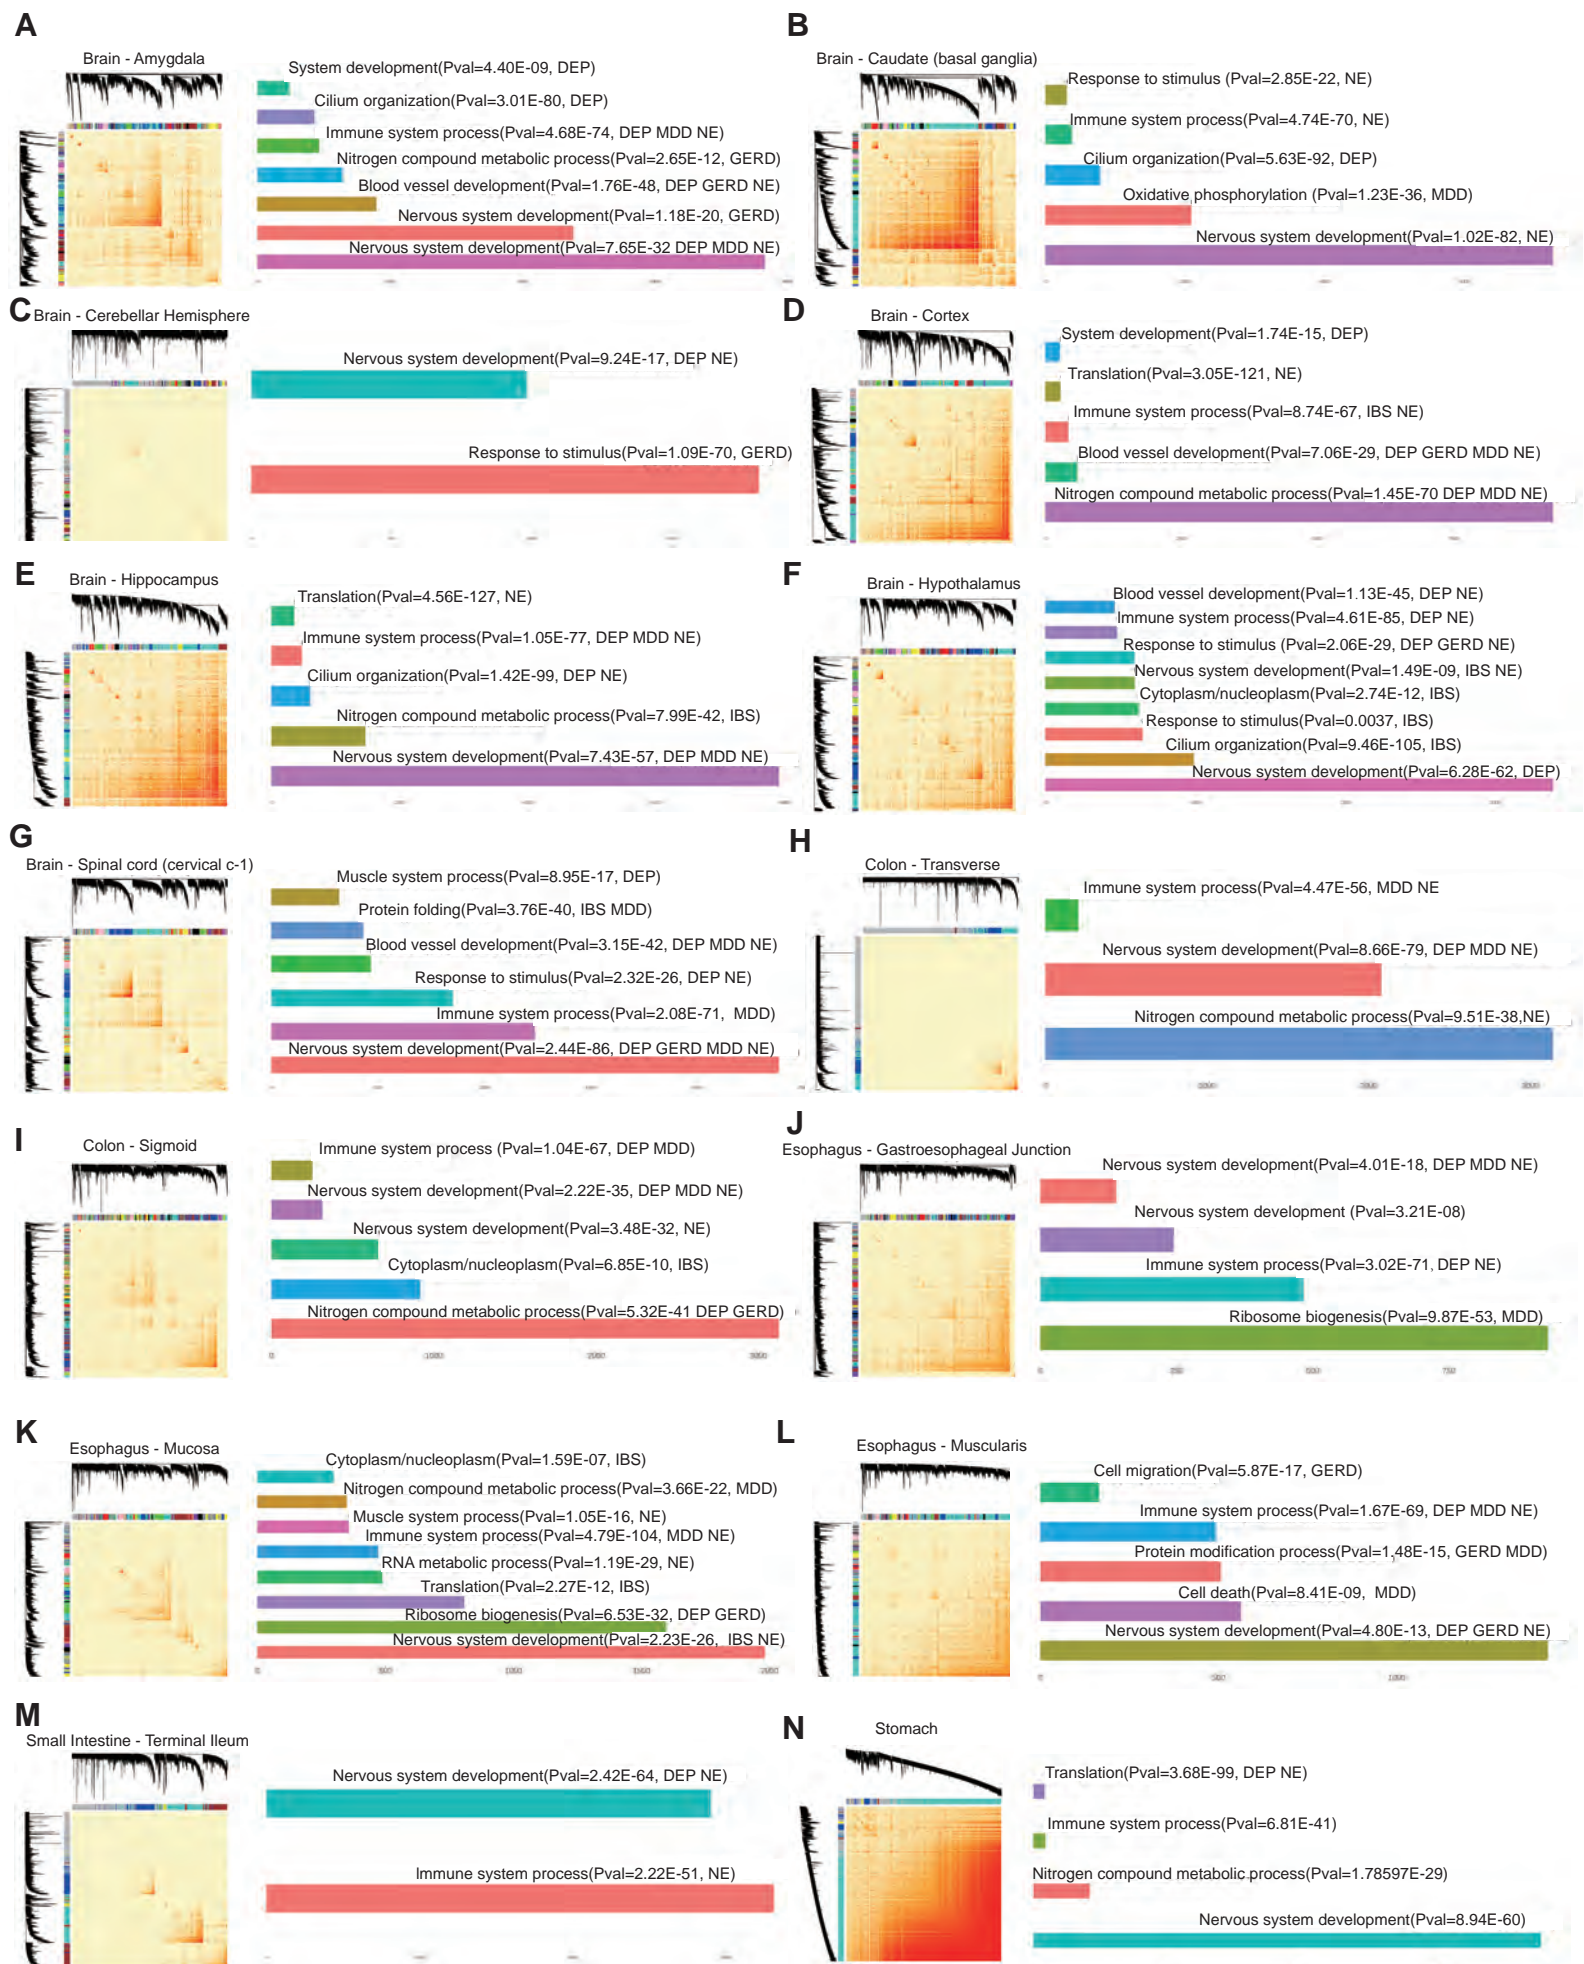 A
Brain - Amygdala
System development(Pval=4.40E-09, DEP)
Cilium organization(Pval=3.01E-80, DEP)
Immune system process(Pval=4.68E-74, DEP MDD NE)
Nitrogen compound metabolic process(Pval=2.65E-12, GERD)
Blood vessel development(Pval=1.76E-48, DEP GERD NE)
Nervous system development(Pval=1.18E-20, GERD)
Nervous system development(Pval=7.65E-32 DEP MDD NE)
B
Brain - Caudate (basal ganglia)
Response to stimulus (Pval=2.85E-22, NE)
Immune system process(Pval=4.74E-70, NE)
Cilium organization(Pval=5.63E-92, DEP)
Oxidative phosphorylation (Pval=1.23E-36, MDD)
Nervous system development(Pval=1.02E-82, NE)
C
Brain - Cerebellar Hemisphere
Nervous system development(Pval=9.24E-17, DEP NE)
Response to stimulus(Pval=1.09E-70, GERD)
D
Brain - Cortex
System development(Pval=1.74E-15, DEP)
Translation(Pval=3.05E-121, NE)
Immune system process(Pval=8.74E-67, IBS NE)
Blood vessel development(Pval=7.06E-29, DEP GERD MDD NE)
Nitrogen compound metabolic process(Pval=1.45E-70 DEP MDD NE)
E
Brain - Hippocampus
Translation(Pval=4.56E-127, NE)
Immune system process(Pval=1.05E-77, DEP MDD NE)
Cilium organization(Pval=1.42E-99, DEP NE)
Nitrogen compound metabolic process(Pval=7.99E-42, IBS)
Nervous system development(Pval=7.43E-57, DEP MDD NE)
F
Brain - Hypothalamus
Blood vessel development(Pval=1.13E-45, DEP NE)
Immune system process(Pval=4.61E-85, DEP NE)
Response to stimulus (Pval=2.06E-29, DEP GERD NE)
Nervous system development(Pval=1.49E-09, IBS NE)
Cytoplasm/nucleoplasm(Pval=2.74E-12, IBS)
Response to stimulus(Pval=0.0037, IBS)
Cilium organization(Pval=9.46E-105, IBS)
Nervous system development(Pval=6.28E-62, DEP)
G
Brain - Spinal cord (cervical c-1)
Muscle system process(Pval=8.95E-17, DEP)
Protein folding(Pval=3.76E-40, IBS MDD)
Blood vessel development(Pval=3.15E-42, DEP MDD NE)
Response to stimulus(Pval=2.32E-26, DEP NE)
Immune system process(Pval=2.08E-71, MDD)
Nervous system development(Pval=2.44E-86, DEP GERD MDD NE)
H
Colon - Transverse
Immune system process(Pval=4.47E-56, MDD NE
Nervous system development(Pval=8.66E-79, DEP MDD NE)
Nitrogen compound metabolic process(Pval=9.51E-38,NE)
I
Colon - Sigmoid
Immune system process (Pval=1.04E-67, DEP MDD)
Nervous system development(Pval=2.22E-35, DEP MDD NE)
Nervous system development(Pval=3.48E-32, NE)
Cytoplasm/nucleoplasm(Pval=6.85E-10, IBS)
Nitrogen compound metabolic process(Pval=5.32E-41 DEP GERD)
0 1000 2000 3000
J
Esophagus - Gastroesophageal Junction
Nervous system development(Pval=4.01E-18, DEP MDD NE)
Nervous system development (Pval=3.21E-08)
Immune system process(Pval=3.02E-71, DEP NE)
Ribosome biogenesis(Pval=9.87E-53, MDD)
0 250 500 750
K
Esophagus - Mucosa
Cytoplasm/nucleoplasm(Pval=1.59E-07, IBS)
Nitrogen compound metabolic process(Pval=3.66E-22, MDD)
Muscle system process(Pval=1.05E-16, NE)
Immune system process(Pval=4.79E-104, MDD NE)
RNA metabolic process(Pval=1.19E-29, NE)
Translation(Pval=2.27E-12, IBS)
Ribosome biogenesis(Pval=6.53E-32, DEP GERD)
Nervous system development(Pval=2.23E-26, IBS NE)
0 500 1000 1500 2000
L
Esophagus - Muscularis
Cell migration(Pval=5.87E-17, GERD)
Immune system process(Pval=1.67E-69, DEP MDD NE)
Protein modification process(Pval=1.48E-15, GERD MDD)
Cell death(Pval=8.41E-09, MDD)
Nervous system development(Pval=4.80E-13, DEP GERD NE)
0 500 1000
M
Small Intestine - Terminal Ileum
Nervous system development(Pval=2.42E-64, DEP NE)
Immune system process(Pval=2.22E-51, NE)
N
Stomach
Translation(Pval=3.68E-99, DEP NE)
Immune system process(Pval=6.81E-41)
Nitrogen compound metabolic process(Pval=1.78597E-29)
Nervous system development(Pval=8.94E-60)